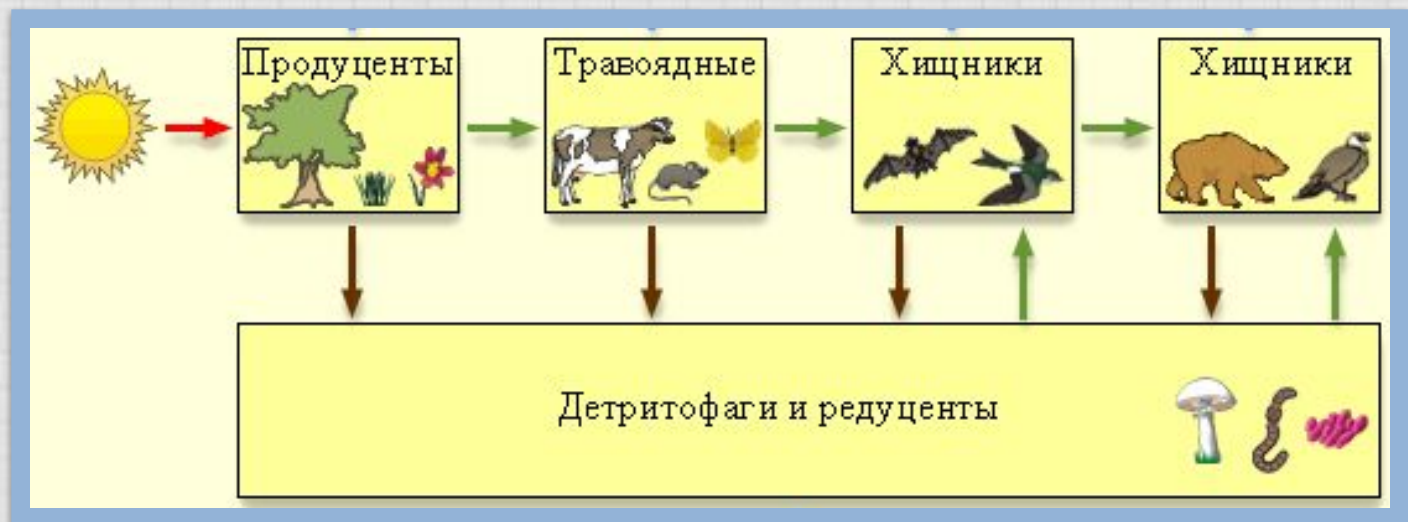 Продуценты
Травоядные
Хищники
Хищники
Детритофаги и редуценты